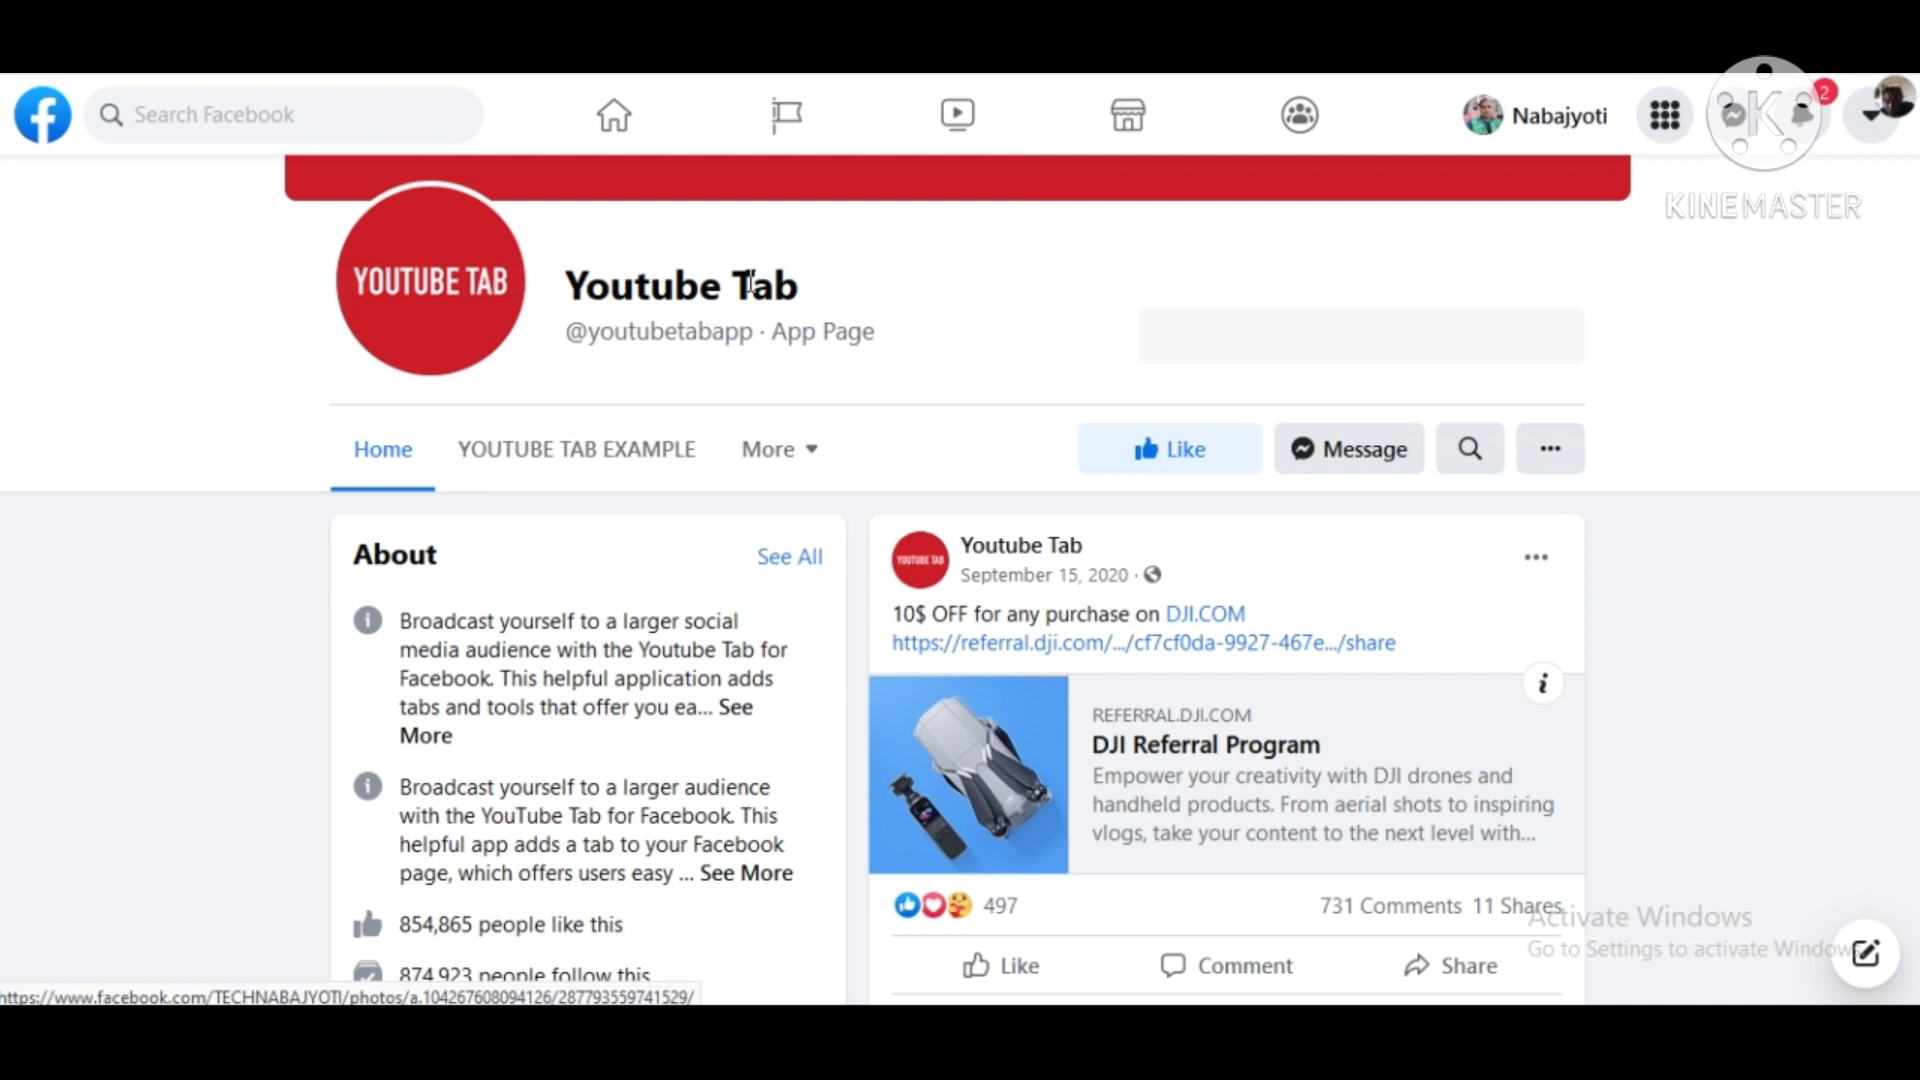 Search Facebook
Nabajyoti
2
K
KINEMASTER
YOUTUBE TAB
Youtube Tab
@youtubetabapp · App Page
Home
YOUTUBE TAB EXAMPLE
More
Like
Message
About
See All
Broadcast yourself to a larger social
media audience with the Youtube Tab for
Facebook. This helpful application adds
tabs and tools that offer you ea... See
More
Broadcast yourself to a larger audience
with the YouTube Tab for Facebook. This
helpful app adds a tab to your Facebook
page, which offers users easy ... See More
854,865 people like this
874,923 people follow this
YOUTUBE TAB
Youtube Tab
September 15, 2020 ·
10$ OFF for any purchase on DJI.COM
https://referral.dji.com/.../cf7cf0da-9927-467e.../share
REFERRAL.DJI.COM
DJI Referral Program
Empower your creativity with DJI drones and
handheld products. From aerial shots to inspiring
vlogs, take your content to the next level with...
497
731 Comments 11 Shares
Like
Comment
Share
Activate Windows
Go to Settings to activate Windows
https://www.facebook.com/TECHNABAJYOTI/photos/a.104267608094126/287793559741529/